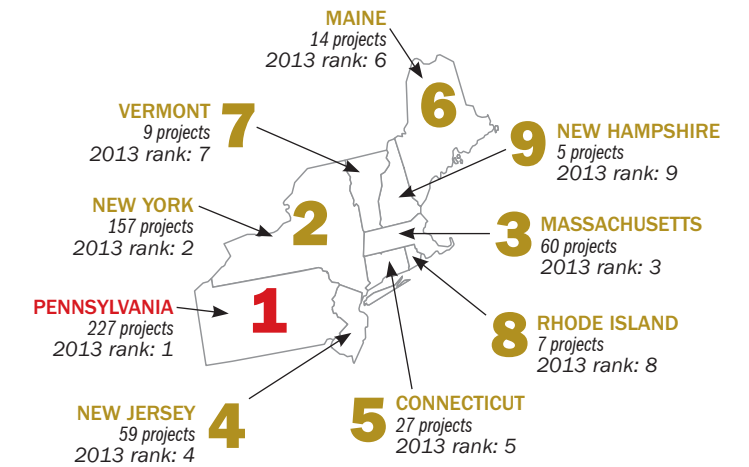 MAINE
14 projects
2013 rank: 6
6
VERMONT
9 projects
2013 rank: 7
7
9
NEW HAMPSHIRE
5 projects
2013 rank: 9
NEW YORK
157 projects
2013 rank: 2
2
3
MASSACHUSETTS
60 projects
2013 rank: 3
PENNSYLVANIA
227 projects
2013 rank: 1
1
8
RHODE ISLAND
7 projects
2013 rank: 8
NEW JERSEY
59 projects
2013 rank: 4
4
5
CONNECTICUT
27 projects
2013 rank: 5